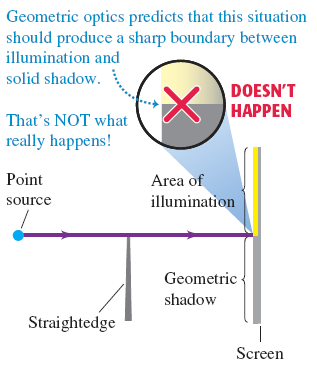 Geometric optics predicts that this situation
should produce a sharp boundary between
illumination and
solid shadow.
DOESN'T
HAPPEN
That's NOT what
really happens!
Point
source
Area of
illumination
Geometric
shadow
Straightedge
Screen